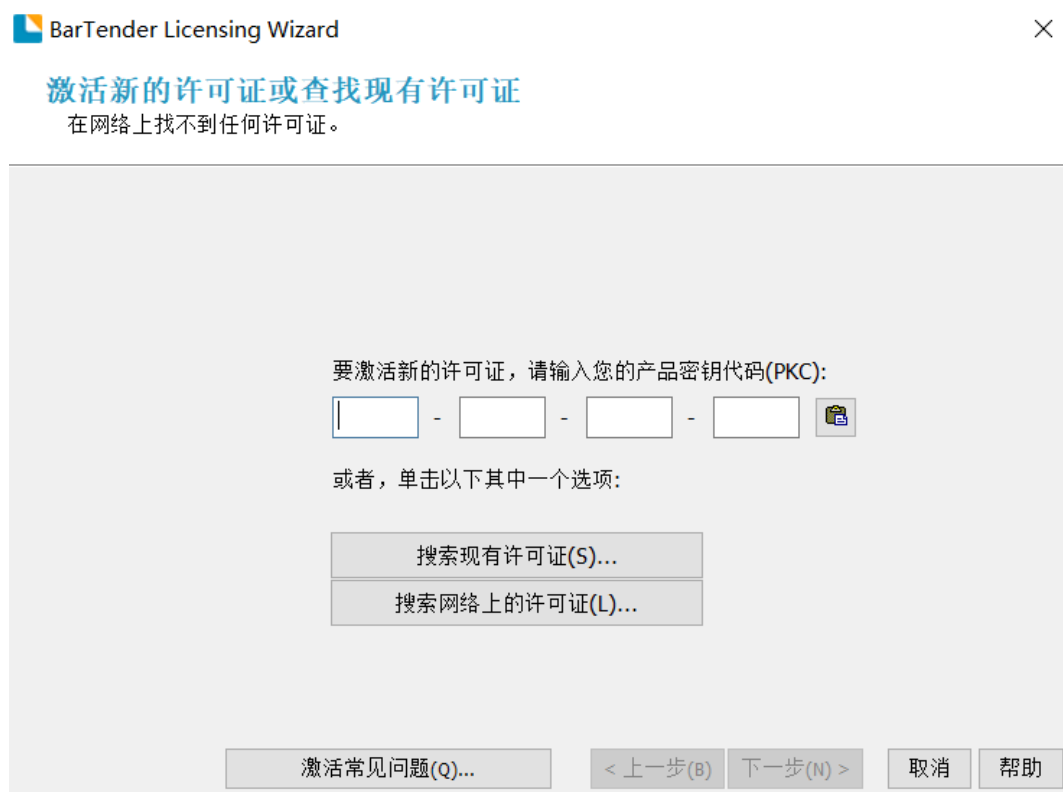 BarTender Licensing Wizard
激活新的许可证或查找现有许可证
在网络上找不到任何许可证。
要激活新的许可证，请输入您的产品密钥代码(PKC):
- - -
或者，单击以下其中一个选项:
搜索现有许可证(S)...
搜索网络上的许可证(L)...
激活常见问题(Q)... < 上一步(B) 下一步(N) > 取消 帮助